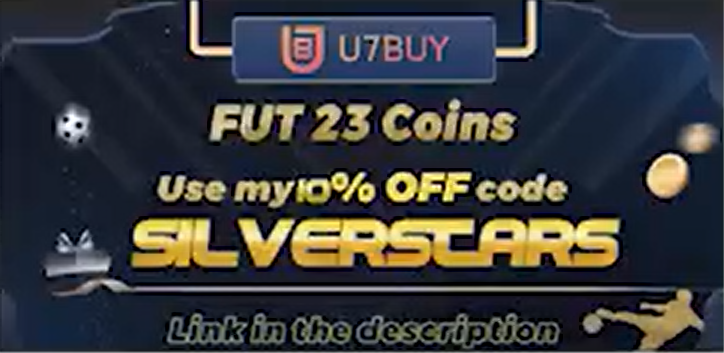 U7BUY
FUT 23 Coins
Use my 10% OFF code
SILVERSTARS
Link in the description